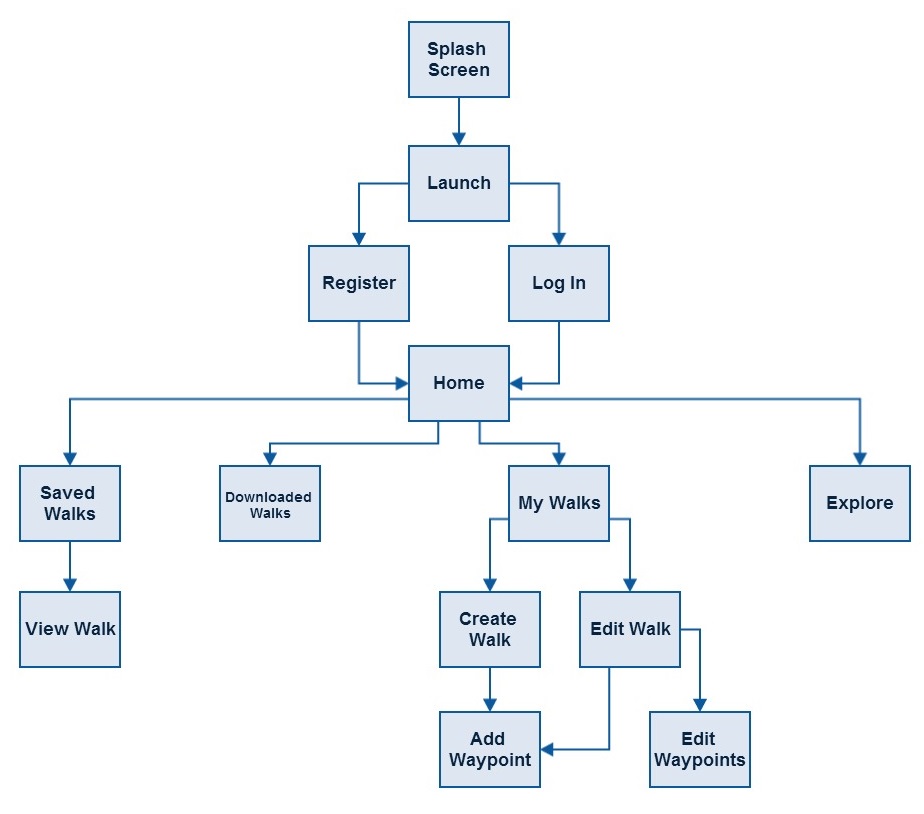 Splash
Screen
Launch
Register
Log In
Home
Saved
Walks
Downloaded
Walks
My Walks
Explore
View Walk
Create
Walk
Edit Walk
Add
Waypoint
Edit
Waypoints